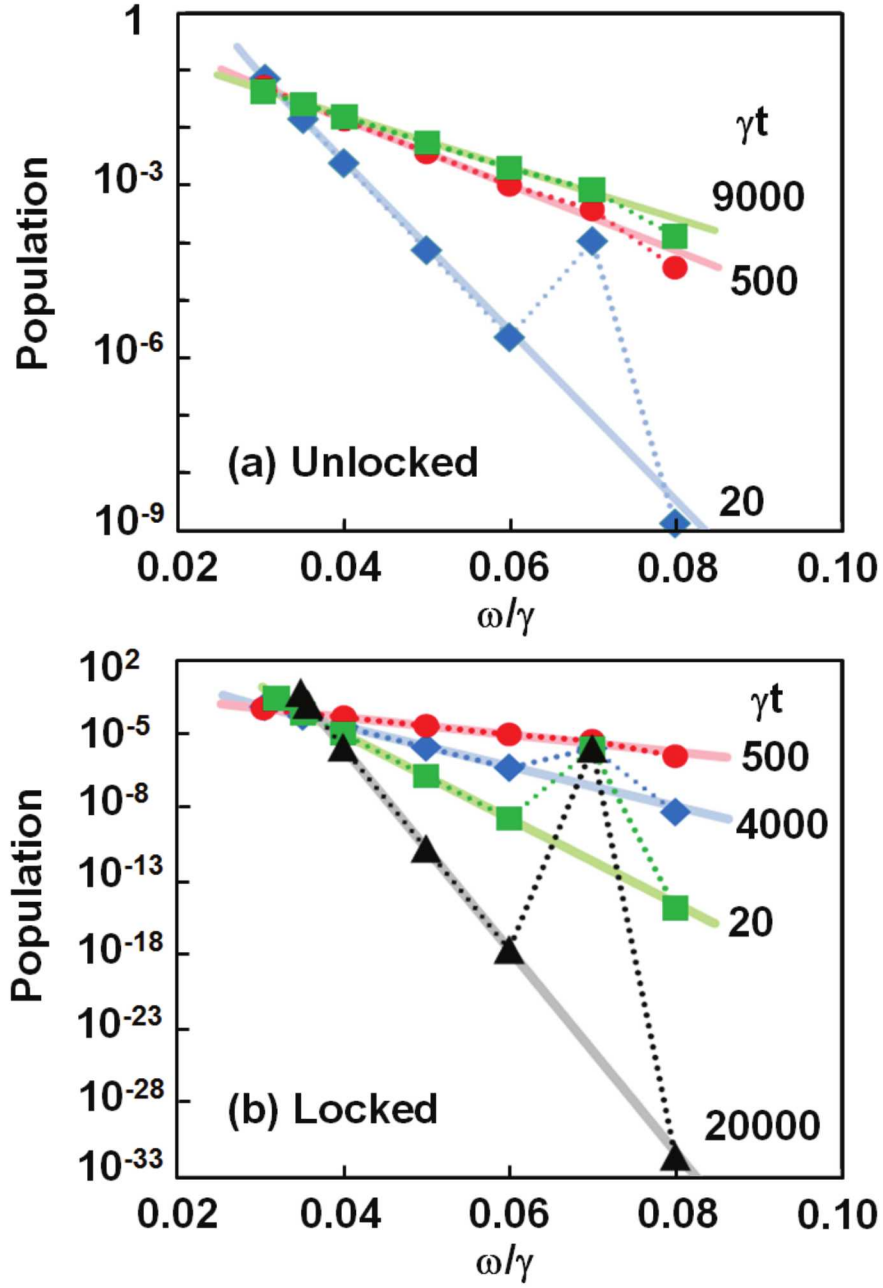 1
10-3
10-6
10-9
Population
γt
9000
500
20
(a) Unlocked
0.02 0.04 0.06 0.08 0.10
ω/γ
102
10-5
10-8
10-13
10-18
10-23
10-28
10-33
Population
γt
500
4000
20
20000
(b) Locked
0.02 0.04 0.06 0.08 0.10
ω/γ